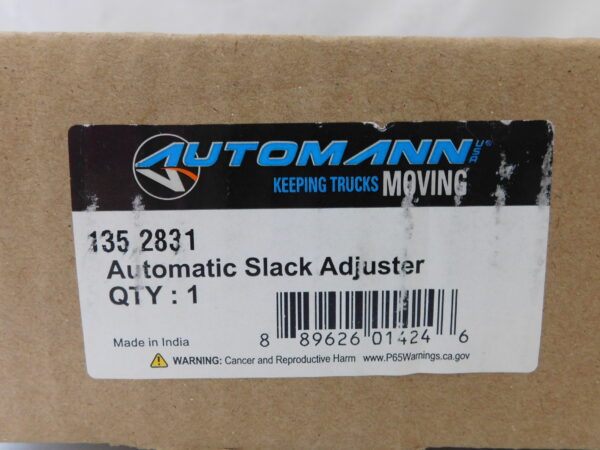 AUTOMANN USA
KEEPING TRUCKS MOVING
135 2831
Automatic Slack Adjuster
QTY : 1
8 89626 01424 6
Made in India
WARNING: Cancer and Reproductive Harm www.P65Warnings.ca.gov